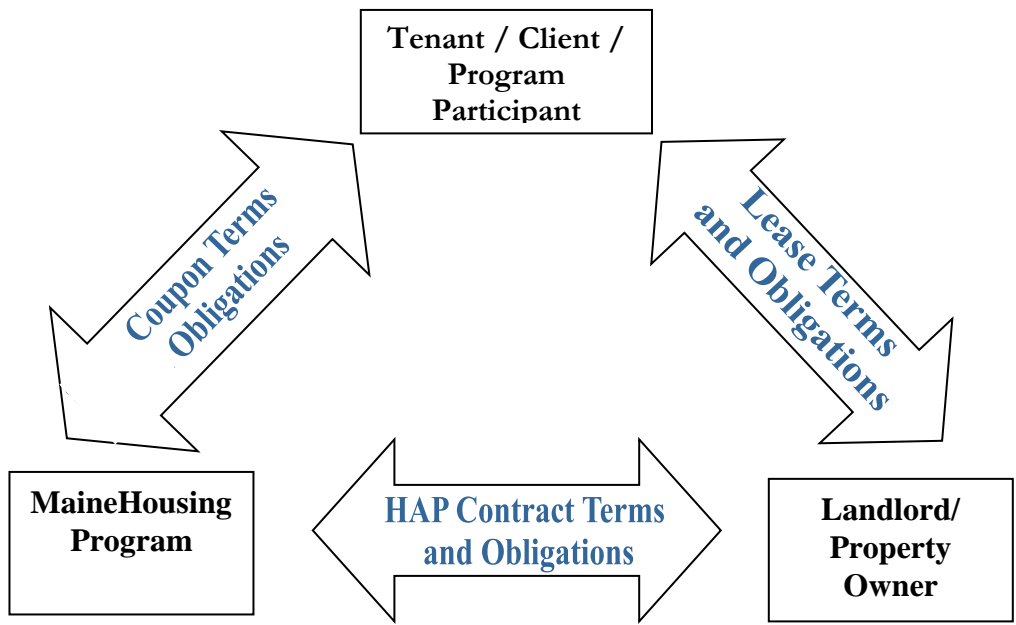 Tenant / Client /
Program
Participant
Coupon Terms
Obligations
Lease Terms
and Obligations
MaineHousing
Program
HAP Contract Terms
and Obligations
Landlord/
Property
Owner